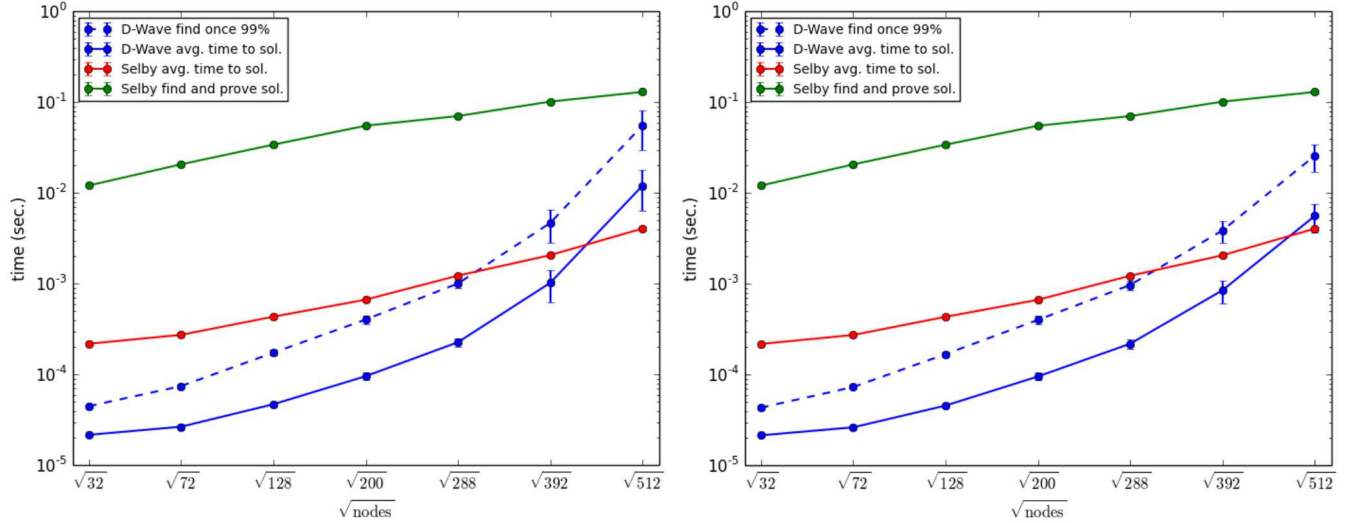 10^0
10^-1
10^-2
10^-3
10^-4
10^-5
time (sec.)
D-Wave find once 99%
D-Wave avg. time to sol.
Selby avg. time to sol.
Selby find and prove sol.
√32 √72 √128 √200 √288 √392 √512
√nodes
10^0
10^-1
10^-2
10^-3
10^-4
10^-5
time (sec.)
D-Wave find once 99%
D-Wave avg. time to sol.
Selby avg. time to sol.
Selby find and prove sol.
√32 √72 √128 √200 √288 √392 √512
√nodes